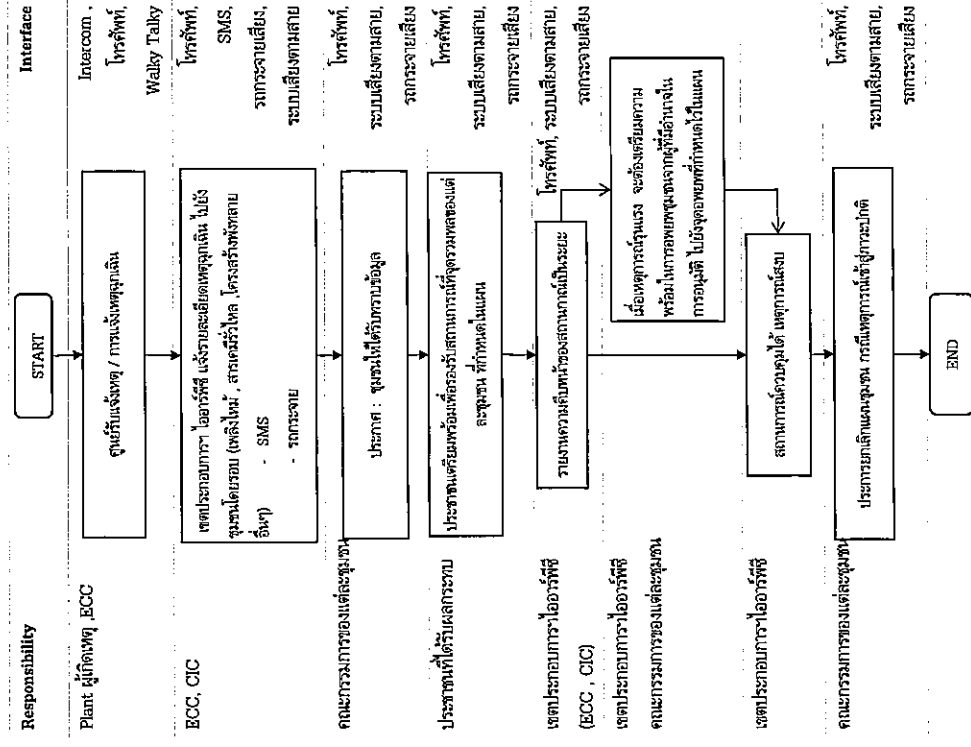 Responsibility
Interface
START
Plant ผู้เกิดเหตุ ,ECC
ศูนย์รับแจ้งเหตุ / การแจ้งเหตุฉุกเฉิน
Intercom ,
โทรศัพท์,
Walky Talky
ECC, CIC
เขตประกอบการฯ ไออาร์พีซี แจ้งรายละเอียดเหตุฉุกเฉิน ไปยัง
ชุมชนโดยรอบ (เพลิงไหม้ , สารเคมีรั่วไหล ,โครงสร้างพังทลาย
อื่นๆ) - SMS
- รถกระจาย
โทรศัพท์,
SMS,
รถกระจายเสียง,
ระบบเสียงตามสาย
คณะกรรมการของแต่ละชุมชน
ประกาศ : ชุมชนให้ได้รับทราบข้อมูล
โทรศัพท์,
ระบบเสียงตามสาย,
รถกระจายเสียง
ประชาชนที่ได้รับผลกระทบ
ประชาชนเตรียมพร้อมเพื่อรองรับสถานการณ์ที่จุดรวมพลของแต่
ละชุมชน ที่กำหนดในแผน
โทรศัพท์,
ระบบเสียงตามสาย,
รถกระจายเสียง
เขตประกอบการฯไออาร์พีซี
(ECC , CIC)
รายงานความคืบหน้าของสถานกาณ์เป็นระยะ
โทรศัพท์, ระบบเสียงตามสาย,
รถกระจายเสียง
เขตประกอบการฯไออาร์พีซี
คณะกรรมการของแต่ละชุมชน
เมื่อเหตุการณ์รุนแรง จะต้องเตรียมความ
พร้อมในการอพยพชุมชนจากผู้ที่มีอำนาจใน
การอนุมัติ ไปยังจุดอพยพที่กำหนดไว้ในแผน
เขตประกอบการฯไออาร์พีซี
สถานการณ์ควบคุมได้ เหตุการณ์สงบ
คณะกรรมการของแต่ละชุมชน
ประการยกเลิกแผนชุมชน กรณีเหตุการณ์เข้าสู่ภาวะปกติ
โทรศัพท์,
ระบบเสียงตามสาย,
รถกระจายเสียง
END